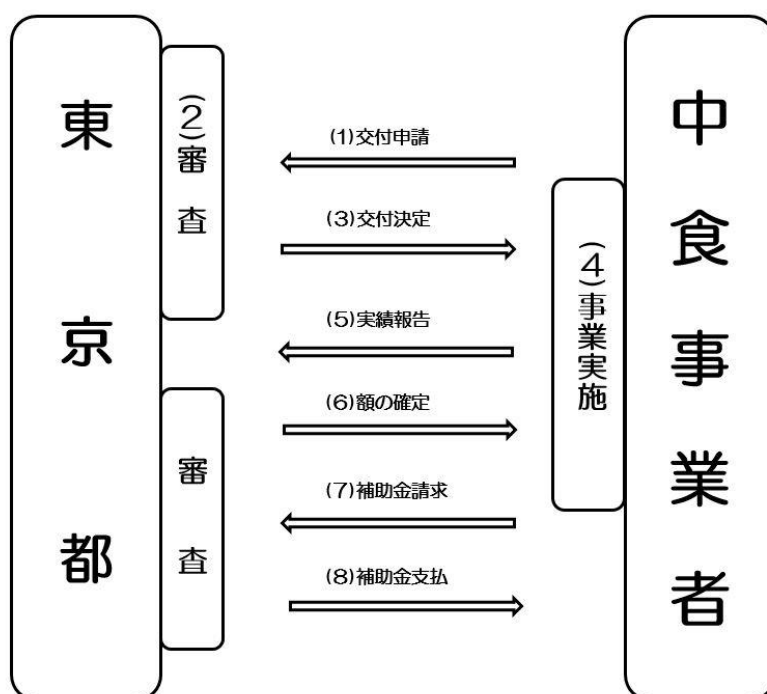 東京都
(2)審査
審査
(1)交付申請
(3)交付決定
(5)実績報告
(6)額の確定
(7)補助金請求
(8)補助金支払
(4)事業実施
中食事業者